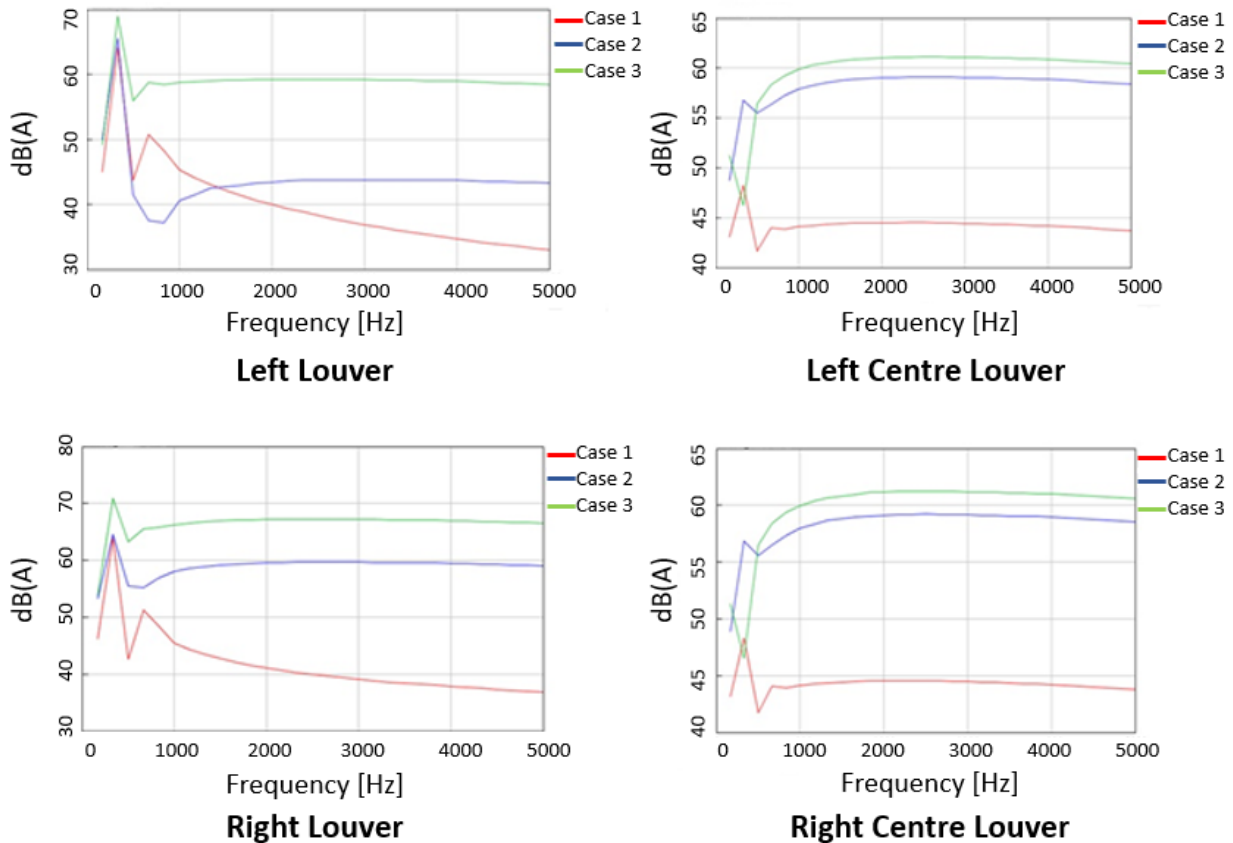 70
60
50
40
30
dB(A)
0 1000 2000 3000 4000 5000
Frequency [Hz]
Case 1
Case 2
Case 3
Left Louver
65
60
55
50
45
40
dB(A)
0 1000 2000 3000 4000 5000
Frequency [Hz]
Case 1
Case 2
Case 3
Left Centre Louver
80
70
60
50
40
30
dB(A)
0 1000 2000 3000 4000 5000
Frequency [Hz]
Case 1
Case 2
Case 3
Right Louver
65
60
55
50
45
40
dB(A)
0 1000 2000 3000 4000 5000
Frequency [Hz]
Case 1
Case 2
Case 3
Right Centre Louver